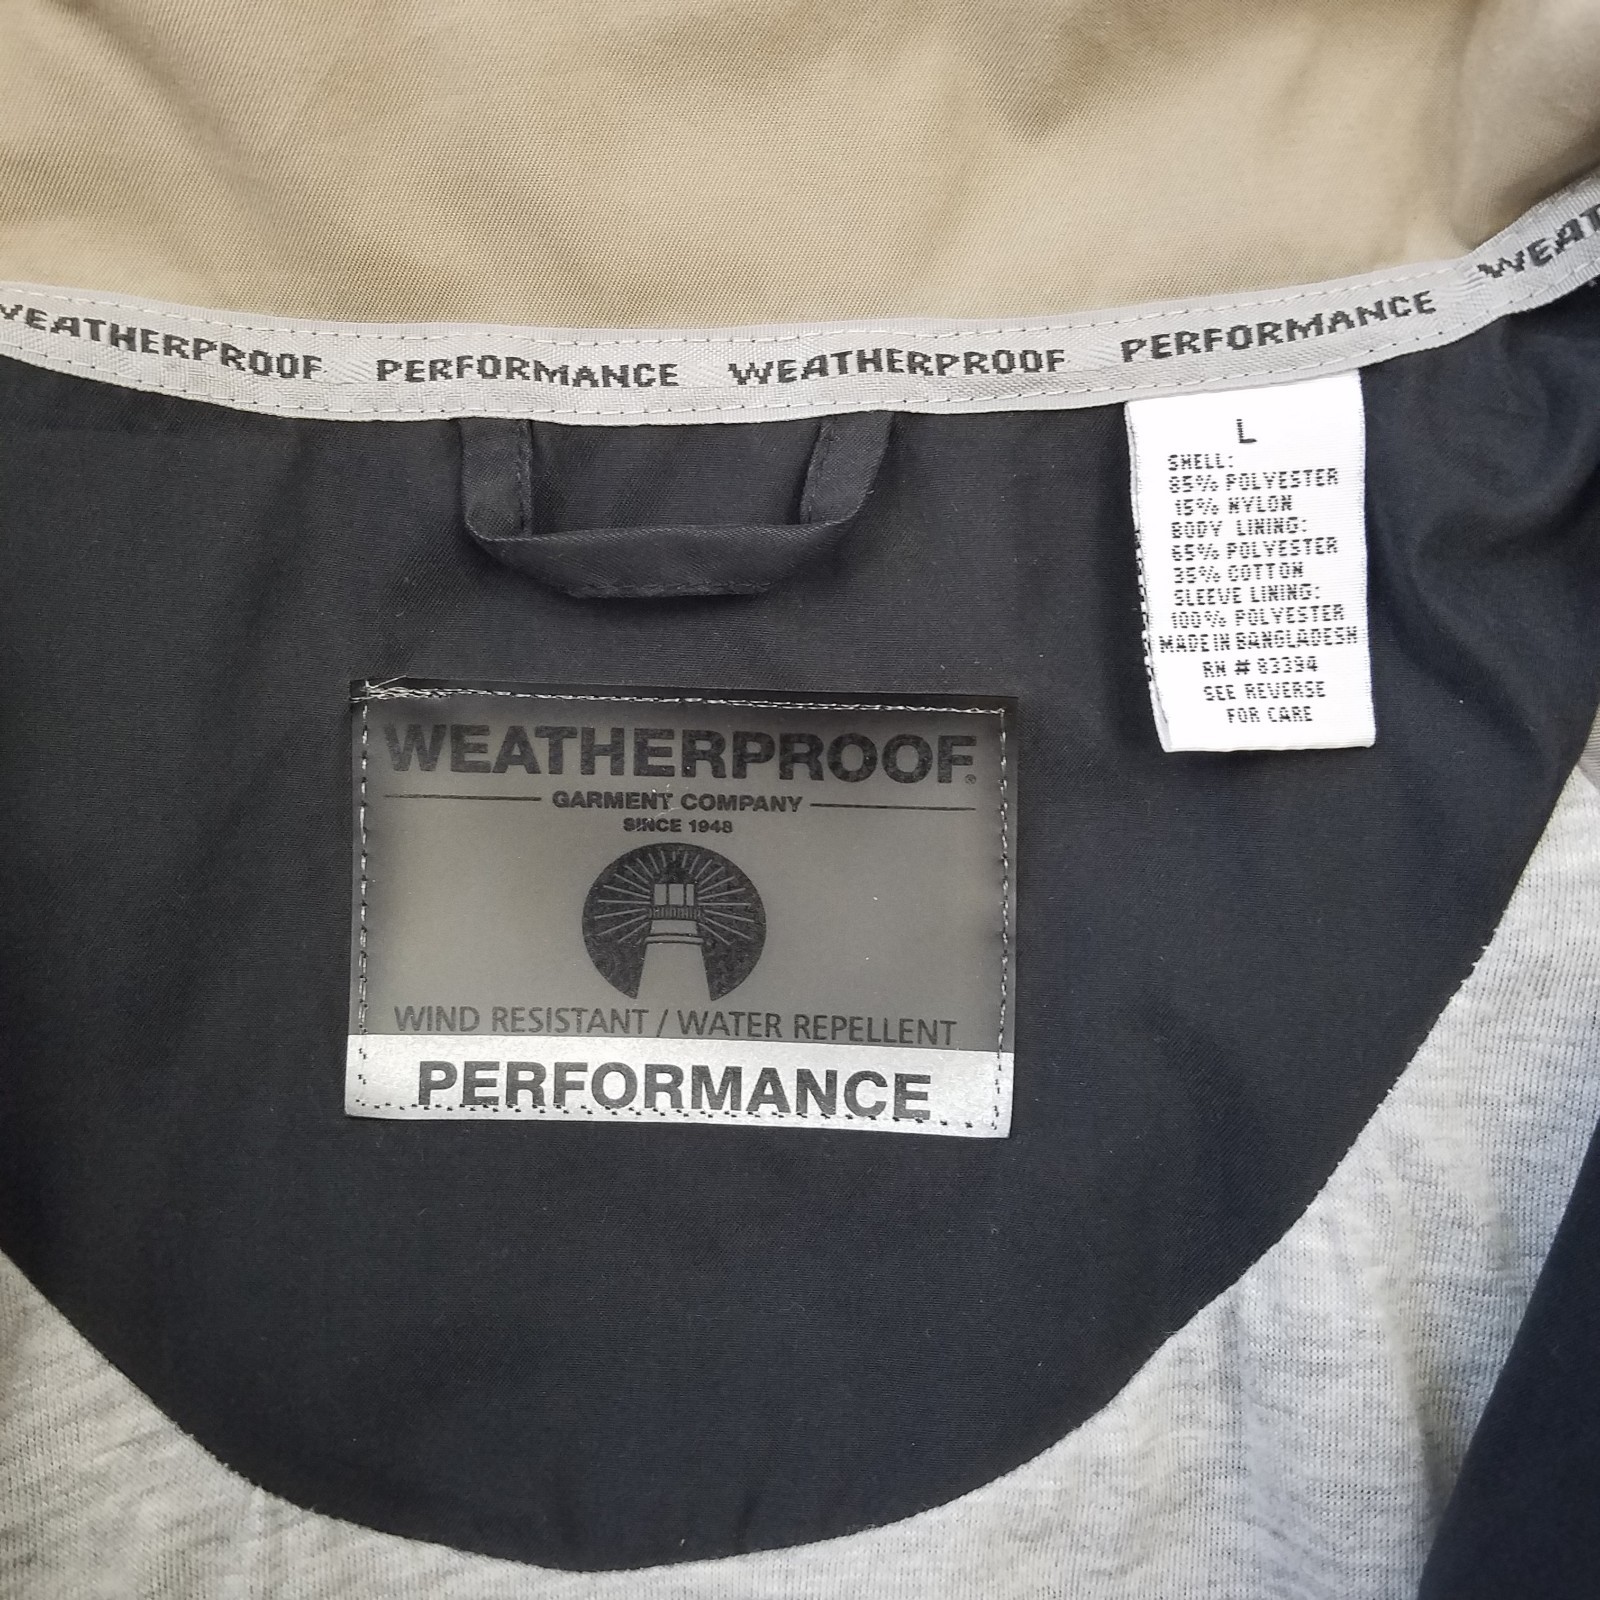 WEATHERPROOF PERFORMANCE WEATHERPROOF PERFORMANCE WEAT
L
SHELL:
85% POLYESTER
15% NYLON
BODY LINING:
65% POLYESTER
35% COTTON
SLEEVE LINING:
100% POLYESTER
MADE IN BANGLADESH
RN # 83394
SEE REVERSE
FOR CARE
WEATHERPROOF®
GARMENT COMPANY
SINCE 1948
WIND RESISTANT / WATER REPELLENT
PERFORMANCE